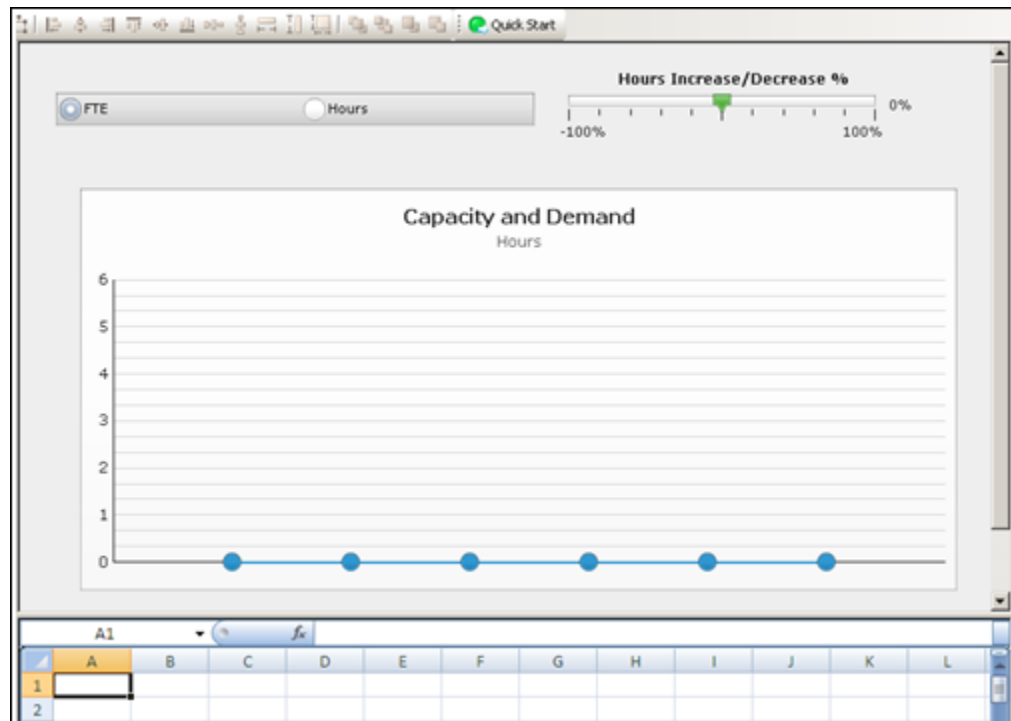 Quick Start
Hours Increase/Decrease %
FTE
Hours
0%
-100%
100%
Capacity and Demand
Hours
6
5
4
3
2
1
0
A1
fx
A B C D E F G H I J K L
1
2